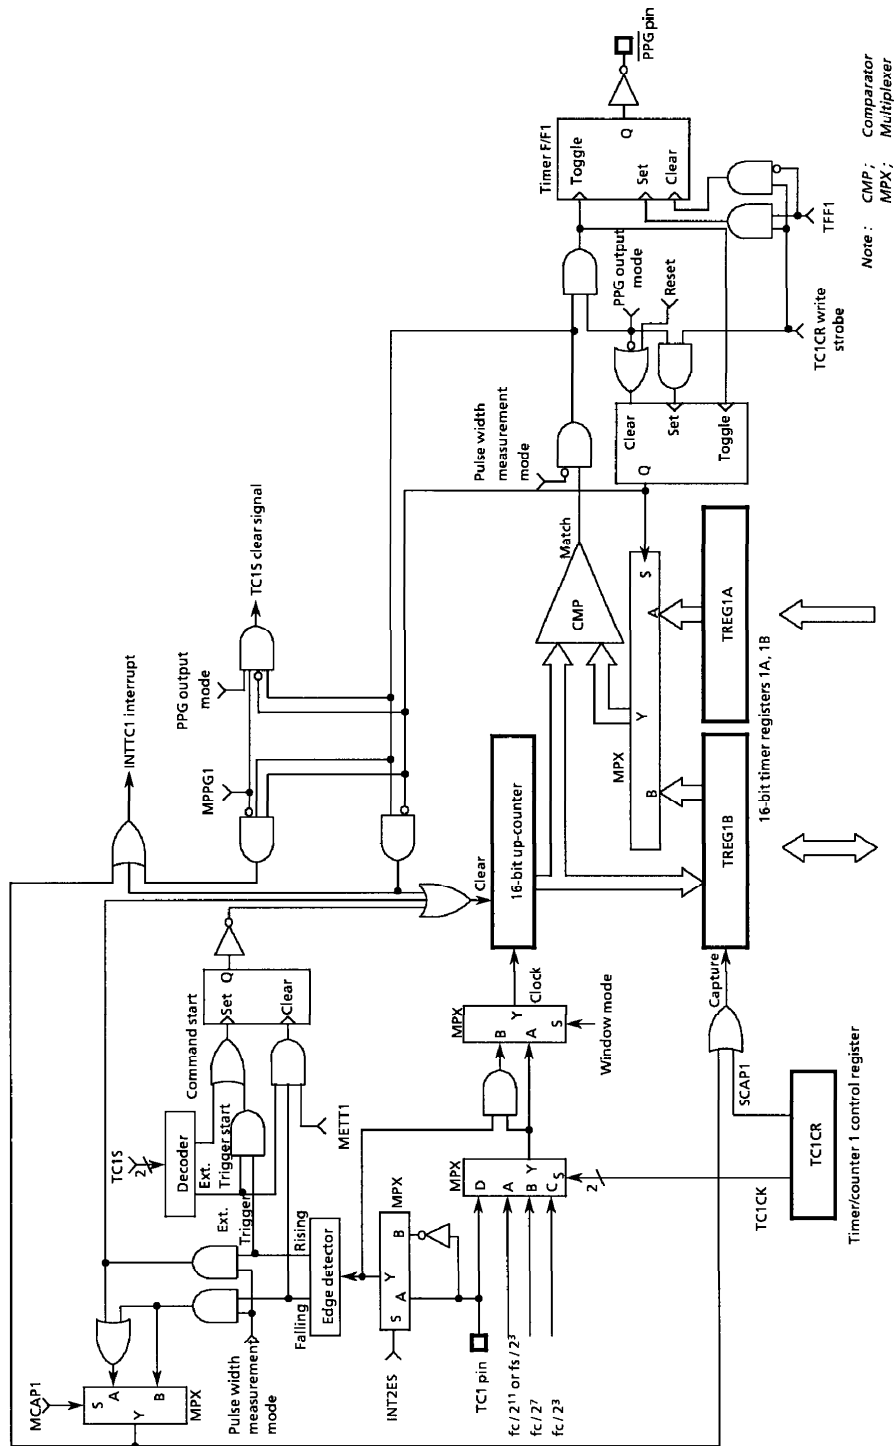 MCAP1
S
A
B
Y
MPX
Pulse width
measurement
mode
Falling
Rising
Edge detector
Ext.
Trigger
TC1S
2
Decoder
Ext.
Trigger start
Command start
Set
Q
Clear
METT1
INT2ES
S
A
Y
B
MPX
TC1 pin
fc / 2¹¹ or fs / 2³
fc / 2⁷
fc / 2³
MPX
D
A
B
Y
C
S
2
TC1CK
MPX
B
Y
A
S
Clock
Window mode
Clear
16-bit up-counter
INTTC1 interrupt
MPPG1
PPG output
mode
TC1S clear signal
Pulse width
measurement
mode
CMP
Match
MPX
B
Y
A
S
Q
Clear
Set
Toggle
PPG output
mode
Reset
TC1CR write
strobe
Timer F/F1
Toggle
Set
Clear
Q
PPG pin
TFF1
TC1CR
Timer/counter 1 control register
SCAP1
Capture
TREG1B
TREG1A
16-bit timer registers 1A, 1B
Note : CMP ; Comparator
MPX ; Multiplexer